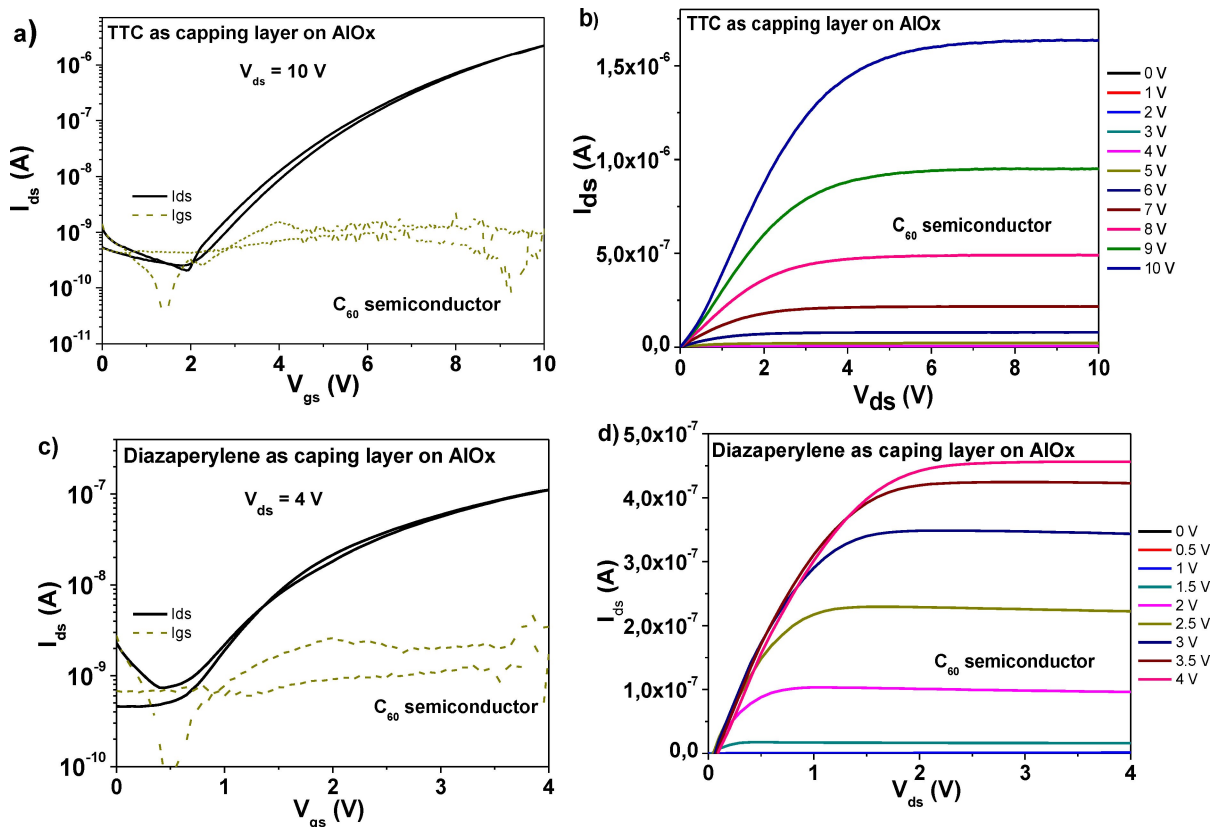 a)
TTC as capping layer on AlOx
V_ds = 10 V
10^-6
10^-7
10^-8
10^-9
10^-10
10^-11
I_ds (A)
Ids
Igs
C_60 semiconductor
0 2 4 6 8 10
V_gs (V)
b)
TTC as capping layer on AlOx
1,5x10^-6
1,0x10^-6
5,0x10^-7
0,0
Ids (A)
C_60 semiconductor
0 2 4 6 8 10
Vds (V)
0 V
1 V
2 V
3 V
4 V
5 V
6 V
7 V
8 V
9 V
10 V
c)
Diazaperylene as caping layer on AlOx
V_ds = 4 V
10^-7
10^-8
10^-9
10^-10
I_ds (A)
Ids
Igs
C_60 semiconductor
0 1 2 3 4
V_gs (V)
d)
Diazaperylene as caping layer on AlOx
5,0x10^-7
4,0x10^-7
3,0x10^-7
2,0x10^-7
1,0x10^-7
0,0
I_ds (A)
C_60 semiconductor
0 1 2 3 4
V_ds (V)
0 V
0.5 V
1 V
1.5 V
2 V
2.5 V
3 V
3.5 V
4 V